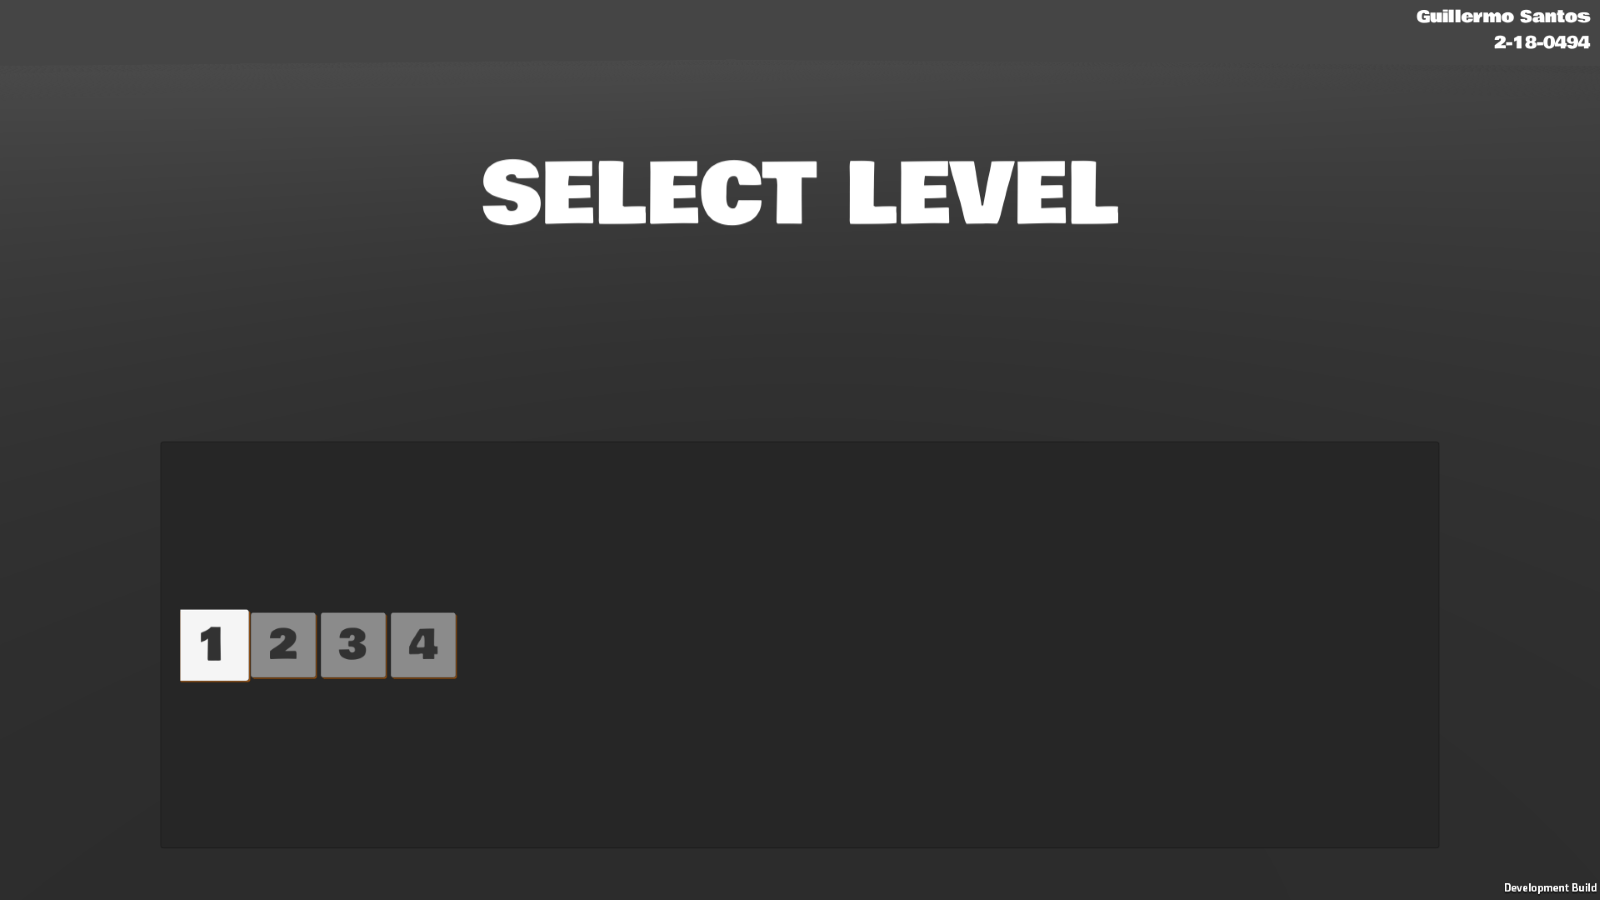 Guillermo Santos
2-18-0494
SELECT LEVEL
1 2 3 4
Development Build